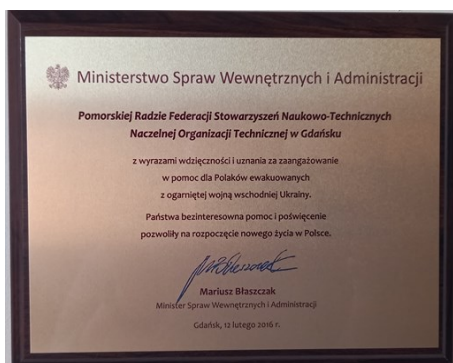 Ministerstwo Spraw Wewnętrznych i Administracji
Pomorskiej Radzie Federacji Stowarzyszeń Naukowo-Technicznych
Naczelnej Organizacji Technicznej w Gdańsku
z wyrazami wdzięczności i uznania za zaangażowanie
w pomoc dla Polaków ewakuowanych
z ogarniętej wojną wschodniej Ukrainy.
Państwa bezinteresowna pomoc i poświęcenie
pozwoliły na rozpoczęcie nowego życia w Polsce.
Mariusz Błaszczak
Minister Spraw Wewnętrznych i Administracji
Gdańsk, 12 lutego 2016 r.